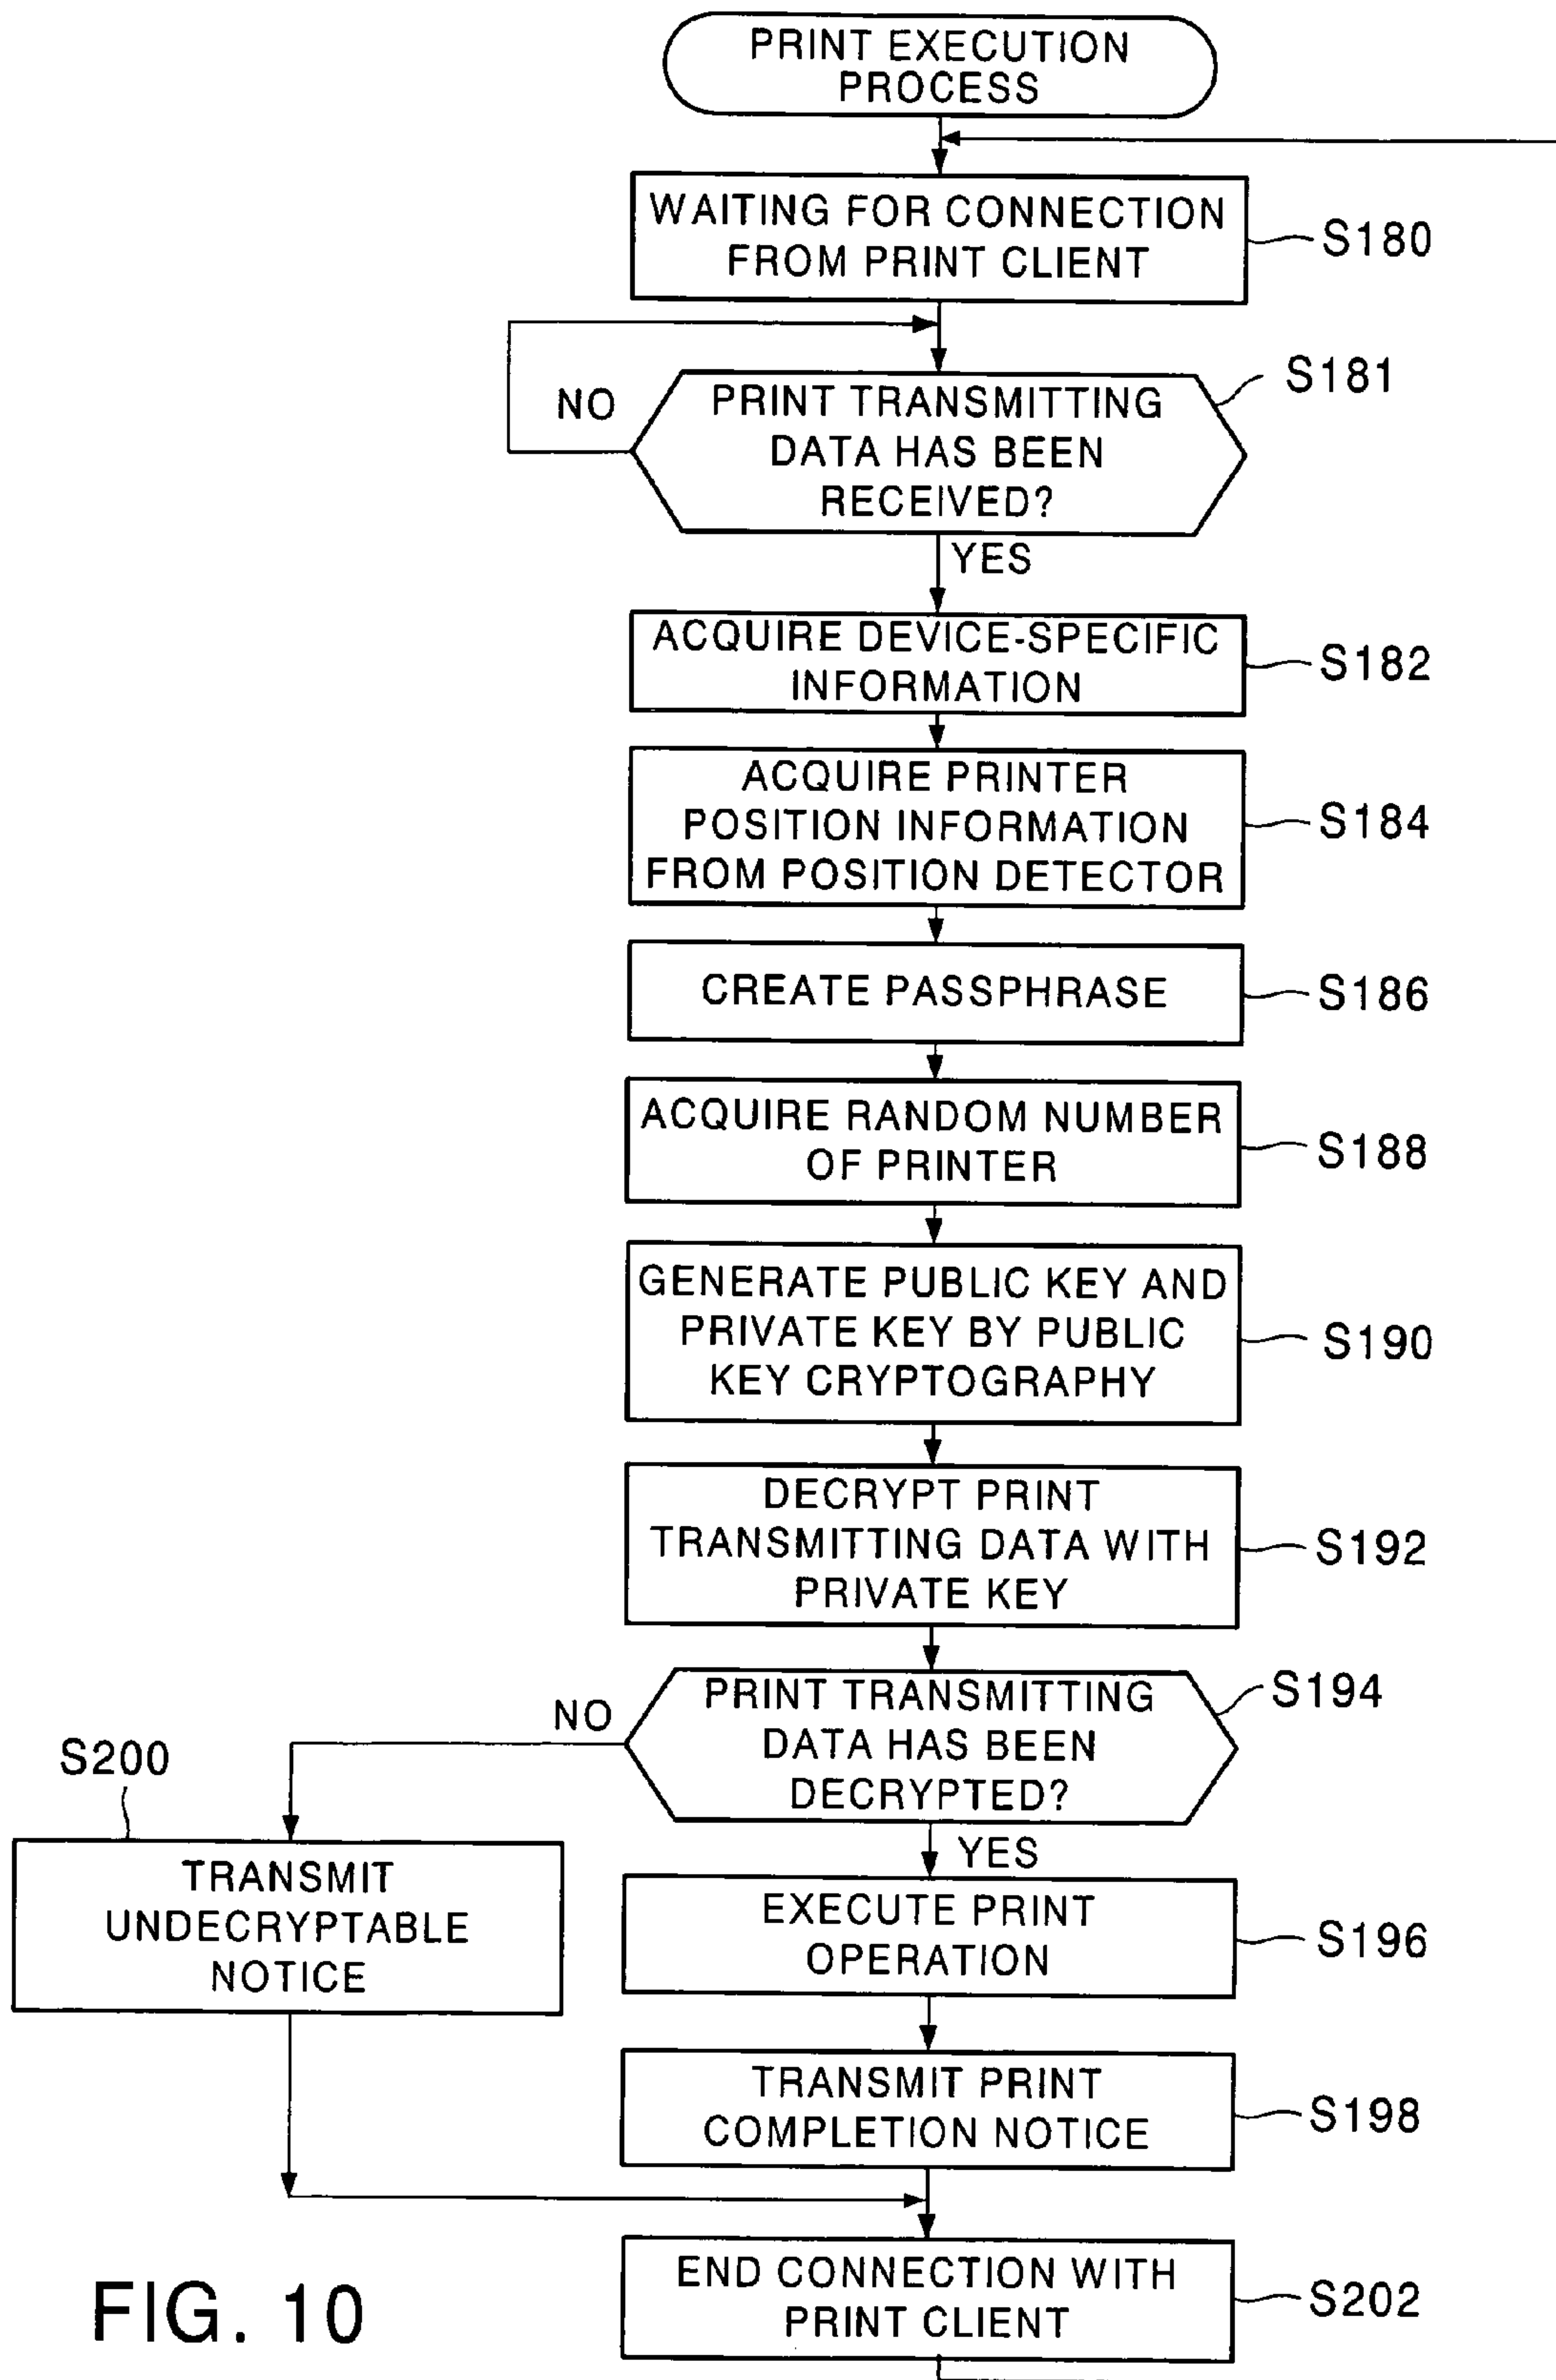 PRINT EXECUTION
PROCESS
WAITING FOR CONNECTION
FROM PRINT CLIENT
S180
S181
NO
PRINT TRANSMITTING
DATA HAS BEEN
RECEIVED?
YES
ACQUIRE DEVICE-SPECIFIC
INFORMATION
S182
ACQUIRE PRINTER
POSITION INFORMATION
FROM POSITION DETECTOR
S184
CREATE PASSPHRASE
S186
ACQUIRE RANDOM NUMBER
OF PRINTER
S188
GENERATE PUBLIC KEY AND
PRIVATE KEY BY PUBLIC
KEY CRYPTOGRAPHY
S190
DECRYPT PRINT
TRANSMITTING DATA WITH
PRIVATE KEY
S192
PRINT TRANSMITTING
DATA HAS BEEN
DECRYPTED?
S194
NO
S200
YES
TRANSMIT
UNDECRYPTABLE
NOTICE
EXECUTE PRINT
OPERATION
S196
TRANSMIT PRINT
COMPLETION NOTICE
S198
END CONNECTION WITH
PRINT CLIENT
S202
FIG. 10